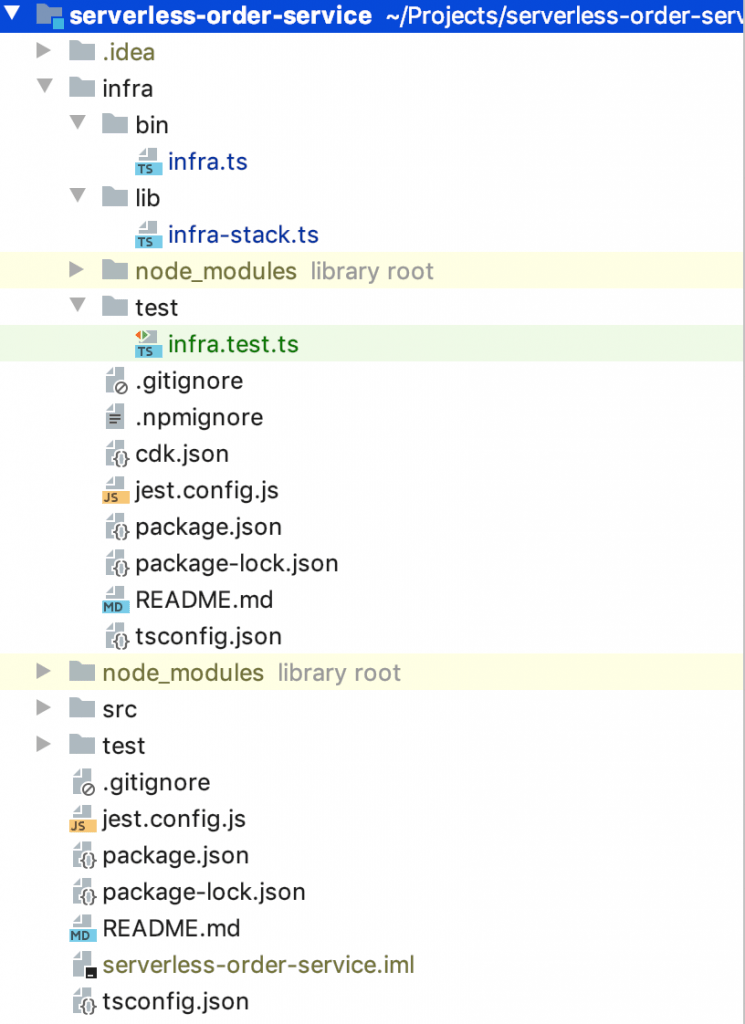 serverless-order-service ~/Projects/serverless-order-serv
.idea
infra
bin
TS infra.ts
lib
TS infra-stack.ts
node_modules library root
test
TS infra.test.ts
.gitignore
.npmignore
cdk.json
JS jest.config.js
package.json
package-lock.json
MD README.md
tsconfig.json
node_modules library root
src
test
.gitignore
JS jest.config.js
package.json
package-lock.json
MD README.md
serverless-order-service.iml
tsconfig.json